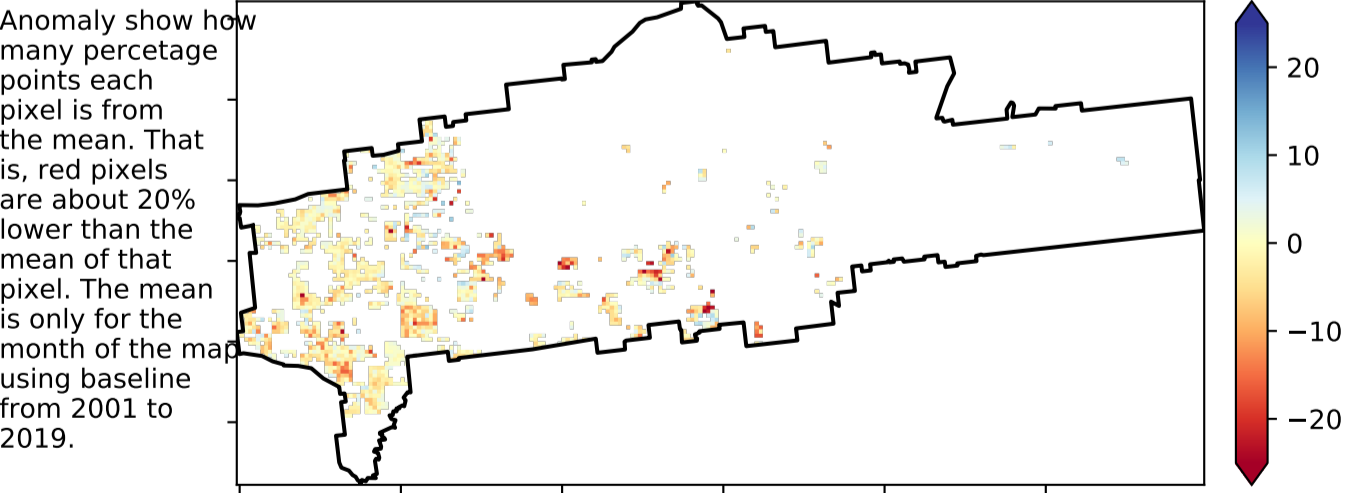 Anomaly show how
many percetage
points each
pixel is from
the mean. That
is, red pixels
are about 20%
lower than the
mean of that
pixel. The mean
is only for the
month of the map
using baseline
from 2001 to
2019.
20
10
0
−10
−20